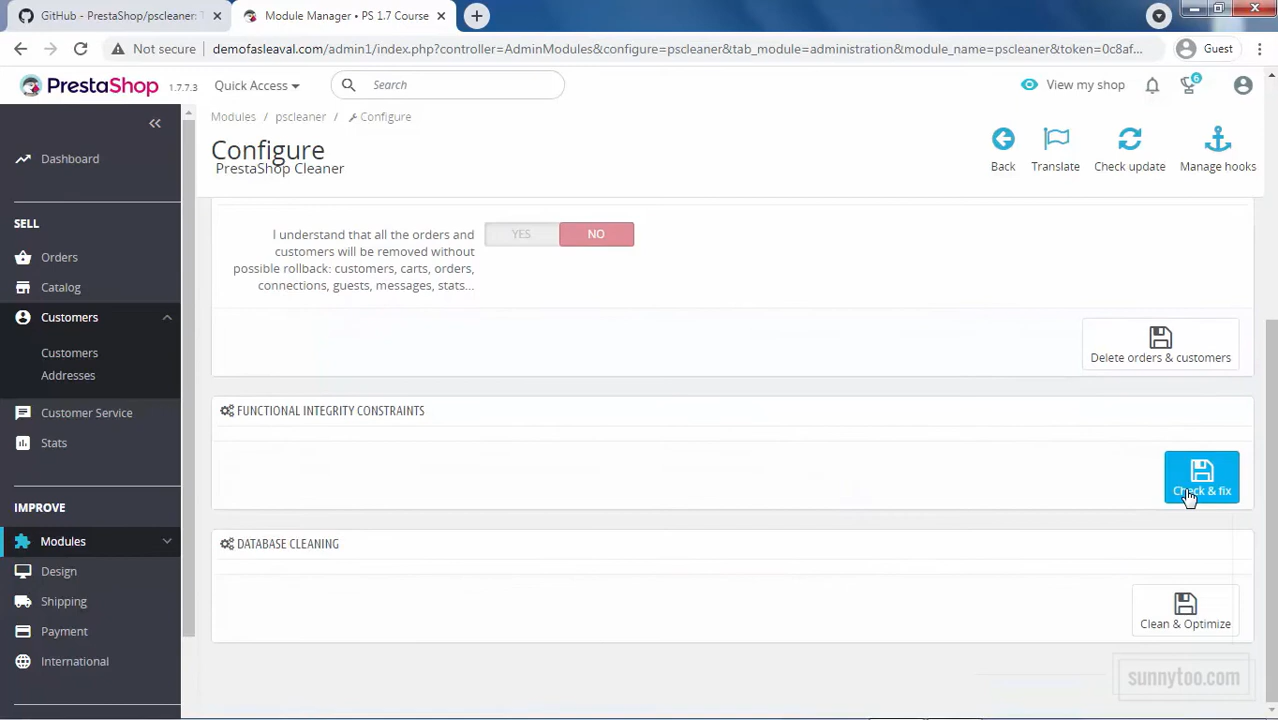 GitHub - PrestaShop/pscleaner: T
Module Manager • PS 1.7 Course
Not secure
demofasleaval.com/admin1/index.php?controller=AdminModules&configure=pscleaner&tab_module=administration&module_name=pscleaner&token=0c8af...
Guest
PrestaShop
1.7.7.3
Quick Access
Search
View my shop
6
Modules / pscleaner / Configure
Configure
PrestaShop Cleaner
Back
Translate
Check update
Manage hooks
Dashboard
SELL
Orders
Catalog
Customers
Customers
Addresses
Customer Service
Stats
IMPROVE
Modules
Design
Shipping
Payment
International
I understand that all the orders and
customers will be removed without
possible rollback: customers, carts, orders,
connections, guests, messages, stats...
YES
NO
Delete orders & customers
FUNCTIONAL INTEGRITY CONSTRAINTS
Check & fix
DATABASE CLEANING
Clean & Optimize
sunnytoo.com